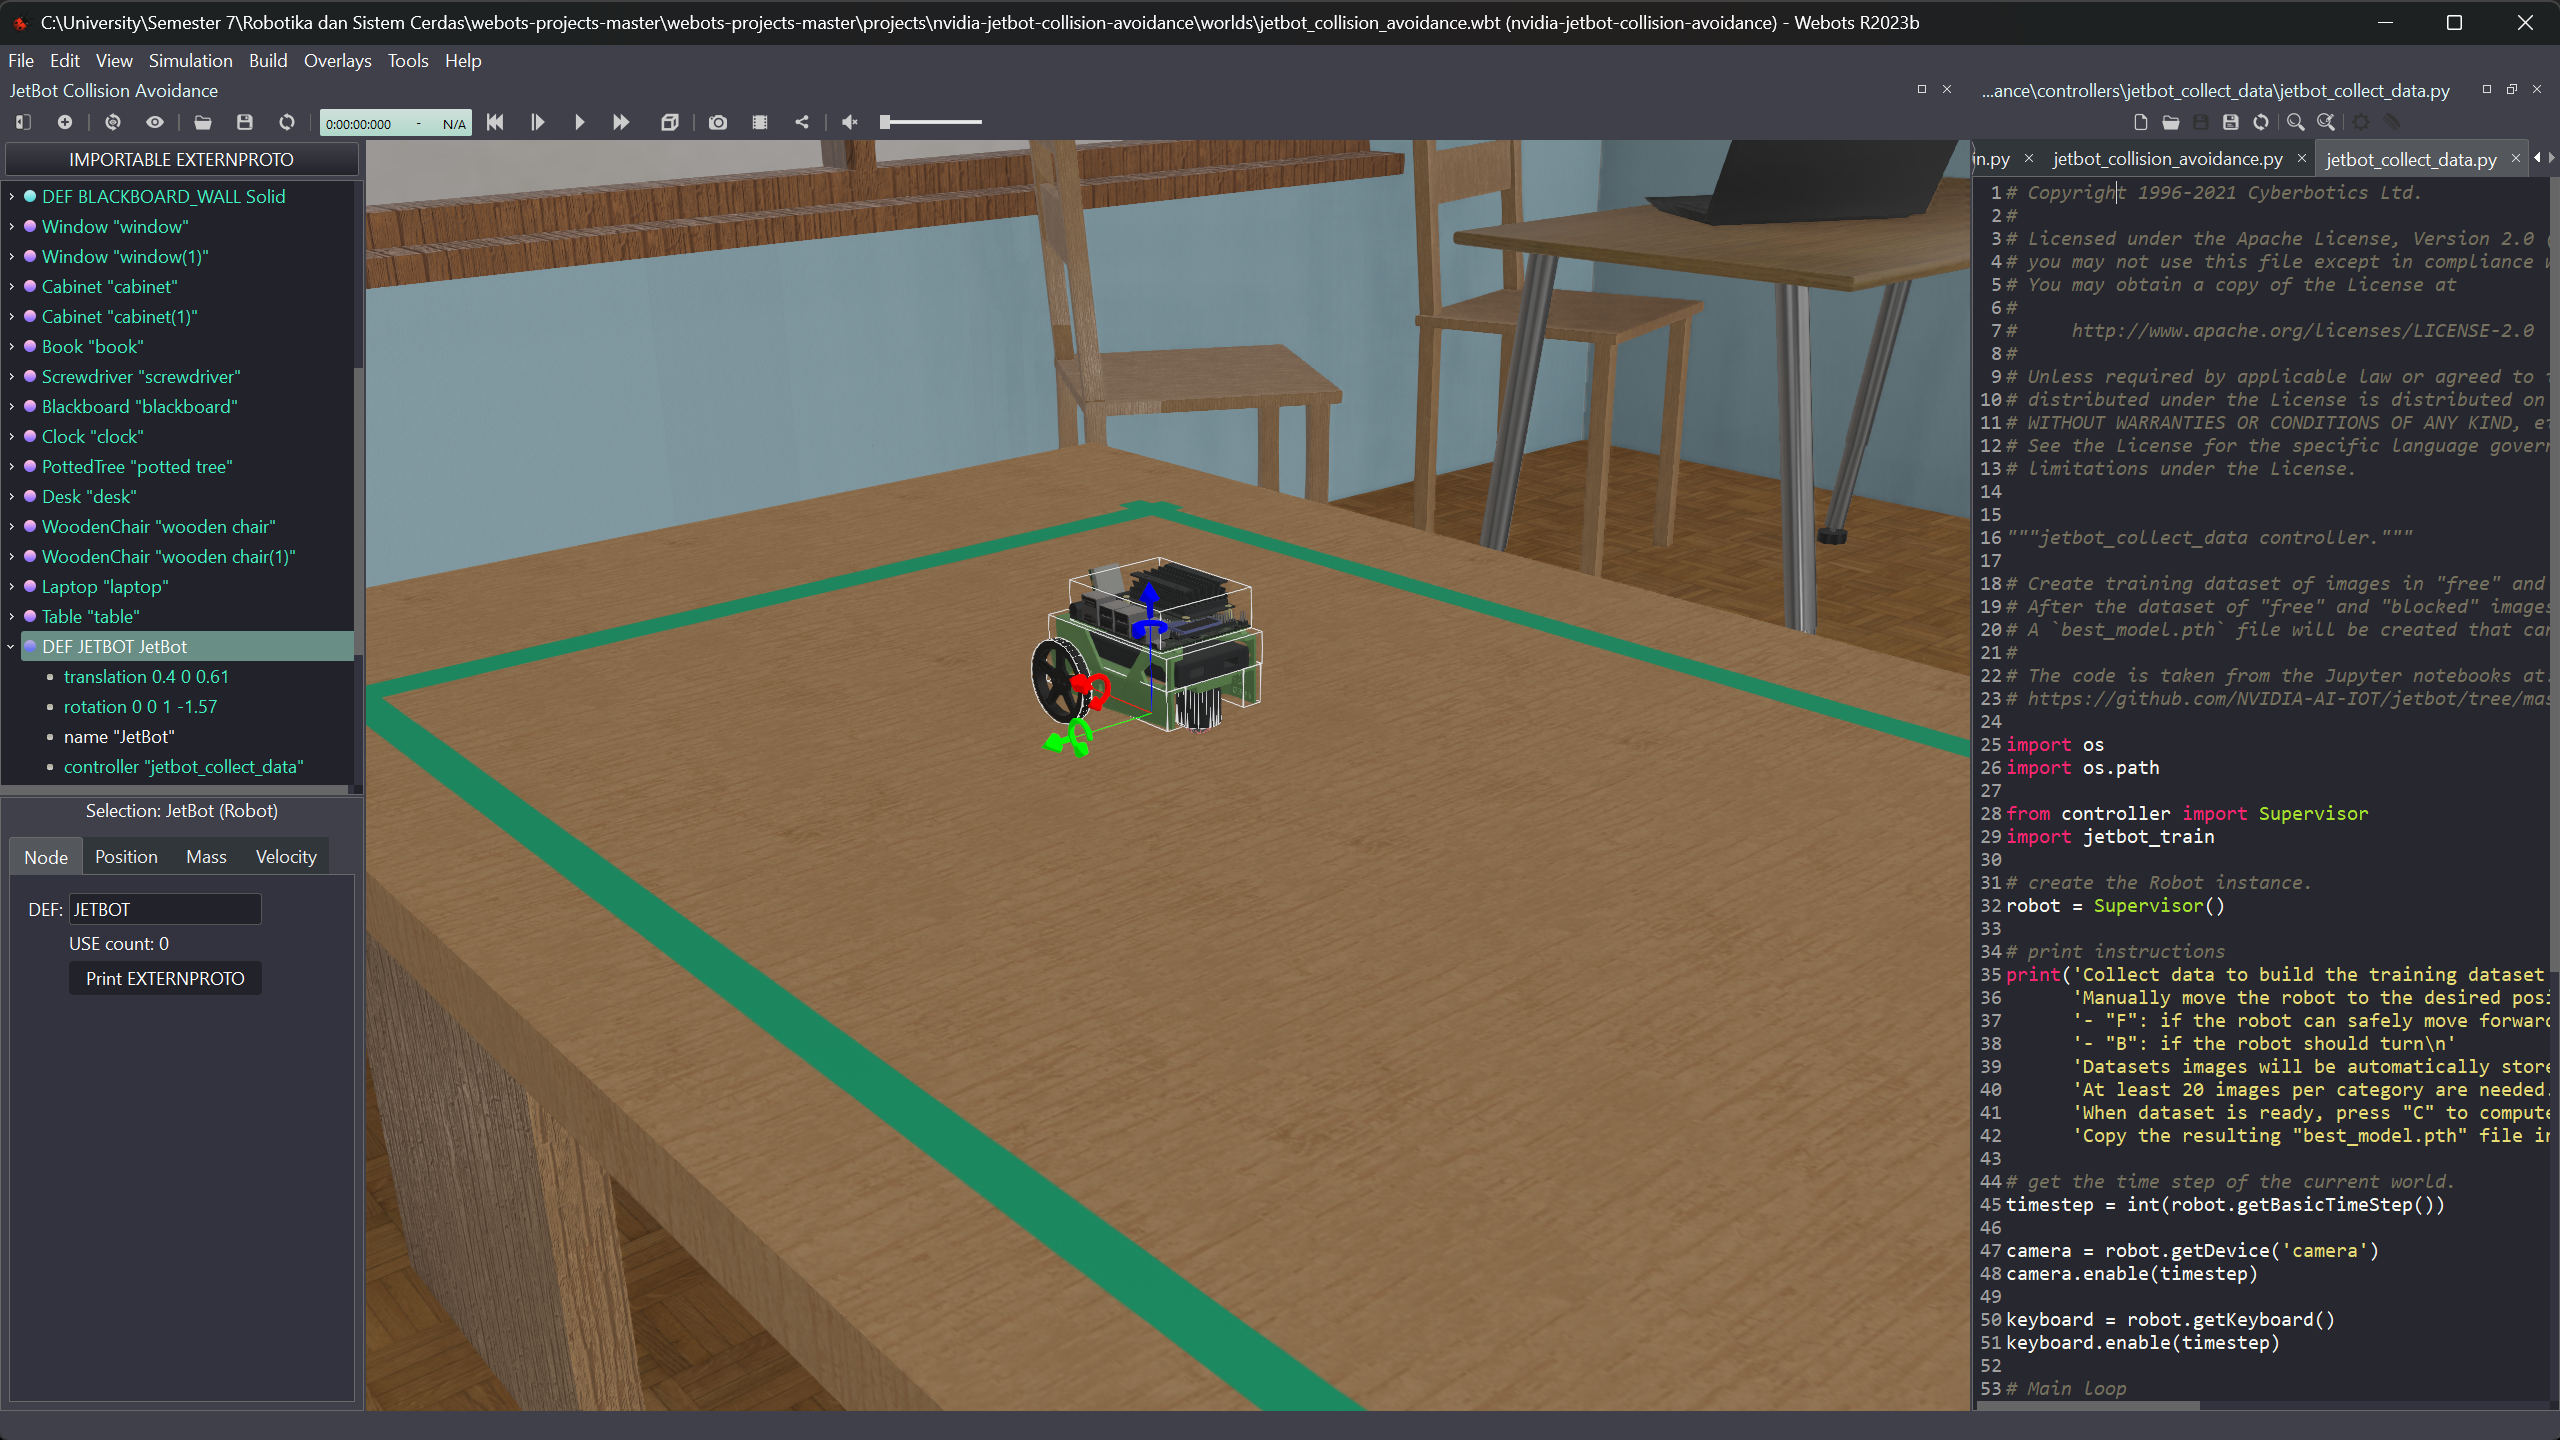 C:\University\Semester 7\Robotika dan Sistem Cerdas\webots-projects-master\webots-projects-master\projects\nvidia-jetbot-collision-avoidance\worlds\jetbot_collision_avoidance.wbt (nvidia-jetbot-collision-avoidance) - Webots R2023b
File Edit View Simulation Build Overlays Tools Help
JetBot Collision Avoidance
0:00:00:000 - N/A
IMPORTABLE EXTERNPROTO
DEF BLACKBOARD_WALL Solid
Window "window"
Window "window(1)"
Cabinet "cabinet"
Cabinet "cabinet(1)"
Book "book"
Screwdriver "screwdriver"
Blackboard "blackboard"
Clock "clock"
PottedTree "potted tree"
Desk "desk"
WoodenChair "wooden chair"
WoodenChair "wooden chair(1)"
Laptop "laptop"
Table "table"
DEF JETBOT JetBot
translation 0.4 0 0.61
rotation 0 0 1 -1.57
name "JetBot"
controller "jetbot_collect_data"
Selection: JetBot (Robot)
Node Position Mass Velocity
DEF: JETBOT
USE count: 0
Print EXTERNPROTO
...ance\controllers\jetbot_collect_data\jetbot_collect_data.py
in.py jetbot_collision_avoidance.py jetbot_collect_data.py
1 # Copyright 1996-2021 Cyberbotics Ltd.
2 #
3 # Licensed under the Apache License, Version 2.0 (
4 # you may not use this file except in compliance w
5 # You may obtain a copy of the License at
6 #
7 #     http://www.apache.org/licenses/LICENSE-2.0
8 #
9 # Unless required by applicable law or agreed to i
10 # distributed under the License is distributed on
11 # WITHOUT WARRANTIES OR CONDITIONS OF ANY KIND, e
12 # See the License for the specific language gover
13 # limitations under the License.
14
15
16 """jetbot_collect_data controller."""
17
18 # Create training dataset of images in "free" and
19 # After the dataset of "free" and "blocked" images
20 # A `best_model.pth` file will be created that can
21 #
22 # The code is taken from the Jupyter notebooks at
23 # https://github.com/NVIDIA-AI-IOT/jetbot/tree/mas
24
25 import os
26 import os.path
27
28 from controller import Supervisor
29 import jetbot_train
30
31 # create the Robot instance.
32 robot = Supervisor()
33
34 # print instructions
35 print('Collect data to build the training dataset
36       'Manually move the robot to the desired posi
37       '- "F": if the robot can safely move forward
38       '- "B": if the robot should turn\n'
39       'Datasets images will be automatically store
40       'At least 20 images per category are needed.
41       'When dataset is ready, press "C" to compute
42       'Copy the resulting "best_model.pth" file in
43
44 # get the time step of the current world.
45 timestep = int(robot.getBasicTimeStep())
46
47 camera = robot.getDevice('camera')
48 camera.enable(timestep)
49
50 keyboard = robot.getKeyboard()
51 keyboard.enable(timestep)
52
53 # Main loop